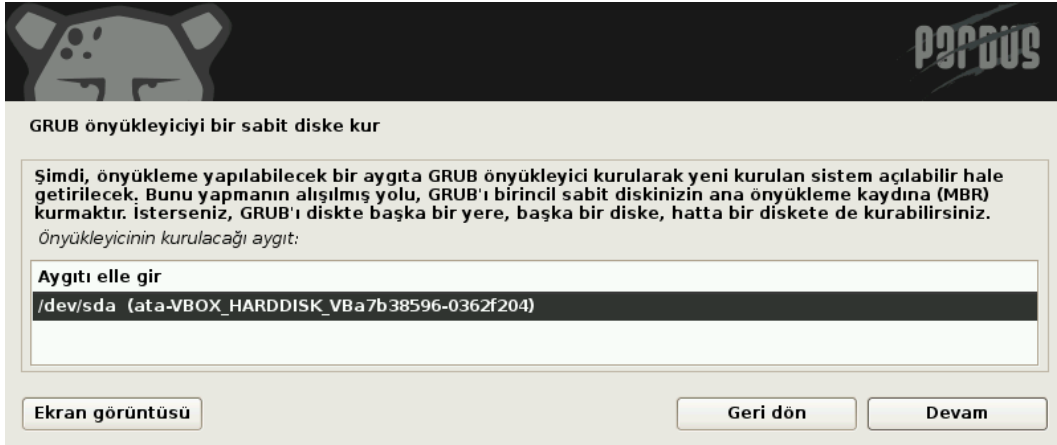 PARDUS
GRUB önyükleyiciyi bir sabit diske kur
Şimdi, önyükleme yapılabilecek bir aygıta GRUB önyükleyici kurularak yeni kurulan sistem açılabilir hale
getirilecek. Bunu yapmanın alışılmış yolu, GRUB'ı birincil sabit diskinizin ana önyükleme kaydına (MBR)
kurmaktır. İsterseniz, GRUB'ı diskte başka bir yere, başka bir diske, hatta bir diskete de kurabilirsiniz.
Önyükleyicinin kurulacağı aygıt:
Aygıtı elle gir
/dev/sda (ata-VBOX_HARDDISK_VBa7b38596-0362f204)
Ekran görüntüsü
Geri dön
Devam